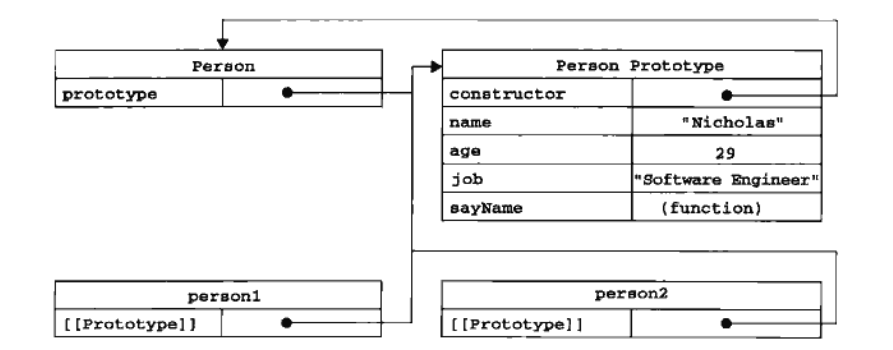 Person
prototype
Person Prototype
constructor
name "Nicholas"
age 29
job "Software Engineer"
sayName (function)
person1
[[Prototype]]
person2
[[Prototype]]